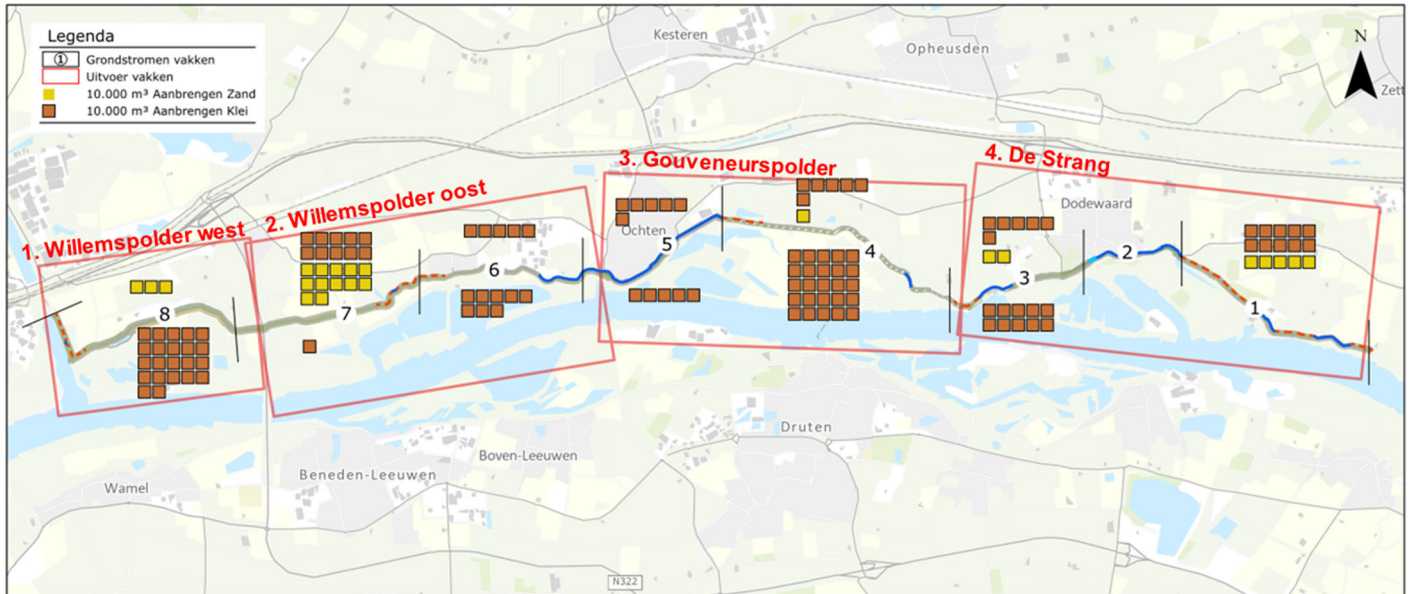 Legenda
1 Grondstromen vakken
Uitvoer vakken
10.000 m³ Aanbrengen Zand
10.000 m³ Aanbrengen Klei
Kesteren
Opheusden
N
Zett
1. Willemspolder west
2. Willemspolder oost
3. Gouveneurspolder
4. De Strang
Ochten
Dodewaard
8
7
6
5
4
3
2
1
Druten
Boven-Leeuwen
Beneden-Leeuwen
Wamel
N322